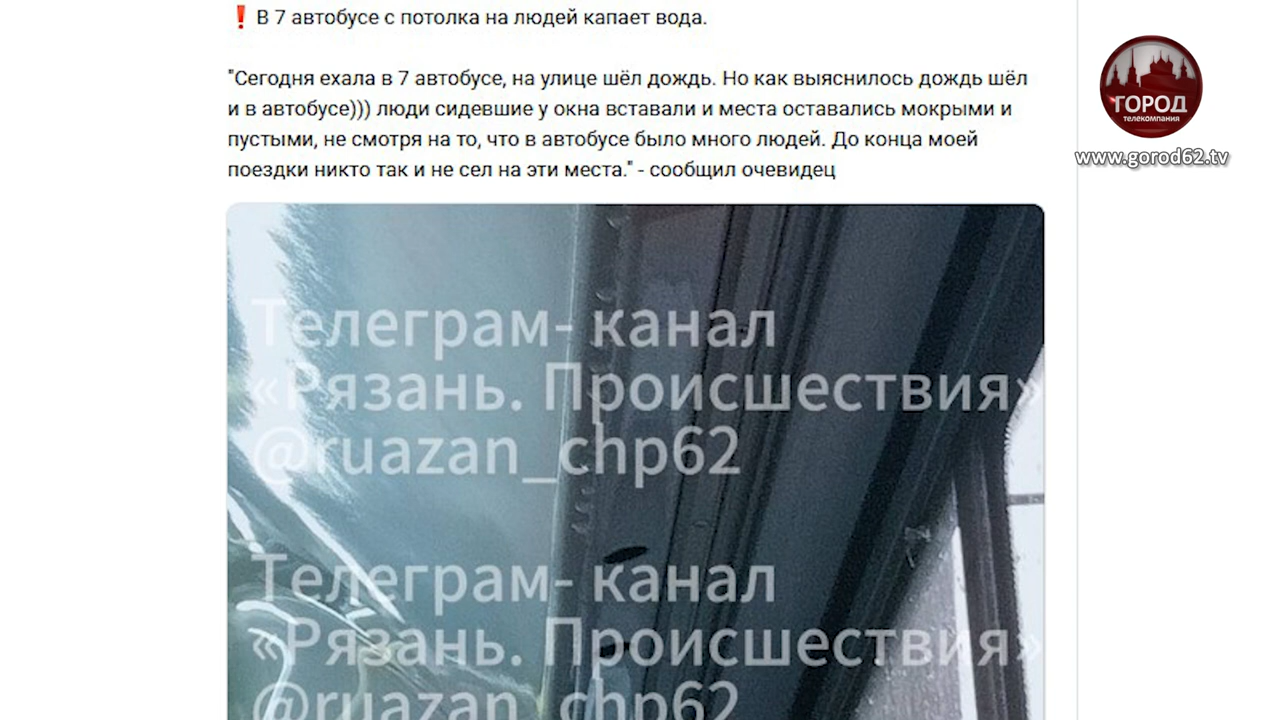 ❗ В 7 автобусе с потолка на людей капает вода.
"Сегодня ехала в 7 автобусе, на улице шёл дождь. Но как выяснилось дождь шёл
и в автобусе))) люди сидевшие у окна вставали и места оставались мокрыми и
пустыми, не смотря на то, что в автобусе было много людей. До конца моей
поездки никто так и не сел на эти места." - сообщил очевидец
ГОРОД
телекомпания
www.gorod62.tv
Телеграм- канал
«Рязань. Происшествия»
@ruazan_chp62
Телеграм- канал
«Рязань. Происшествия»
@ruazan_chp62